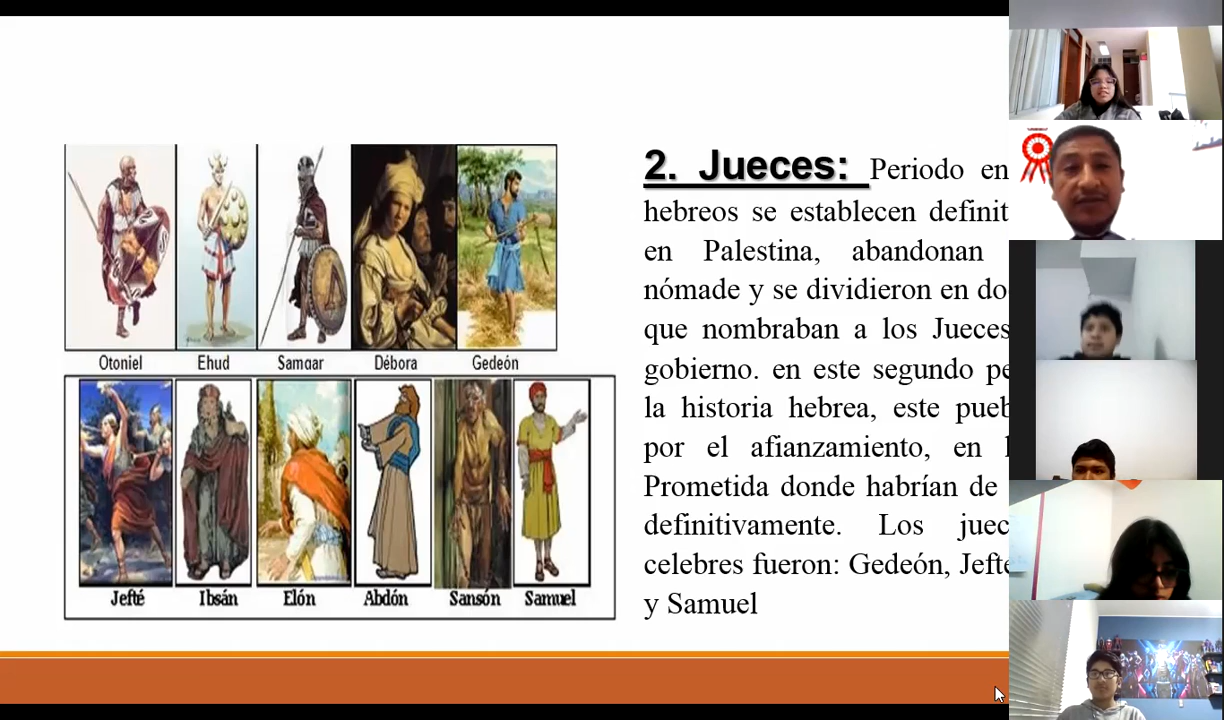 Otoniel Ehud Samgar Débora Gedeón
Jefté Ibsán Elón Abdón Sansón Samuel
2. Jueces: Periodo en
hebreos se establecen definit
en Palestina, abandonan
nómade y se dividieron en do
que nombraban a los Jueces
gobierno. en este segundo pe
la historia hebrea, este pueb
por el afianzamiento, en l
Prometida donde habrían de
definitivamente. Los juec
celebres fueron: Gedeón, Jefte
y Samuel